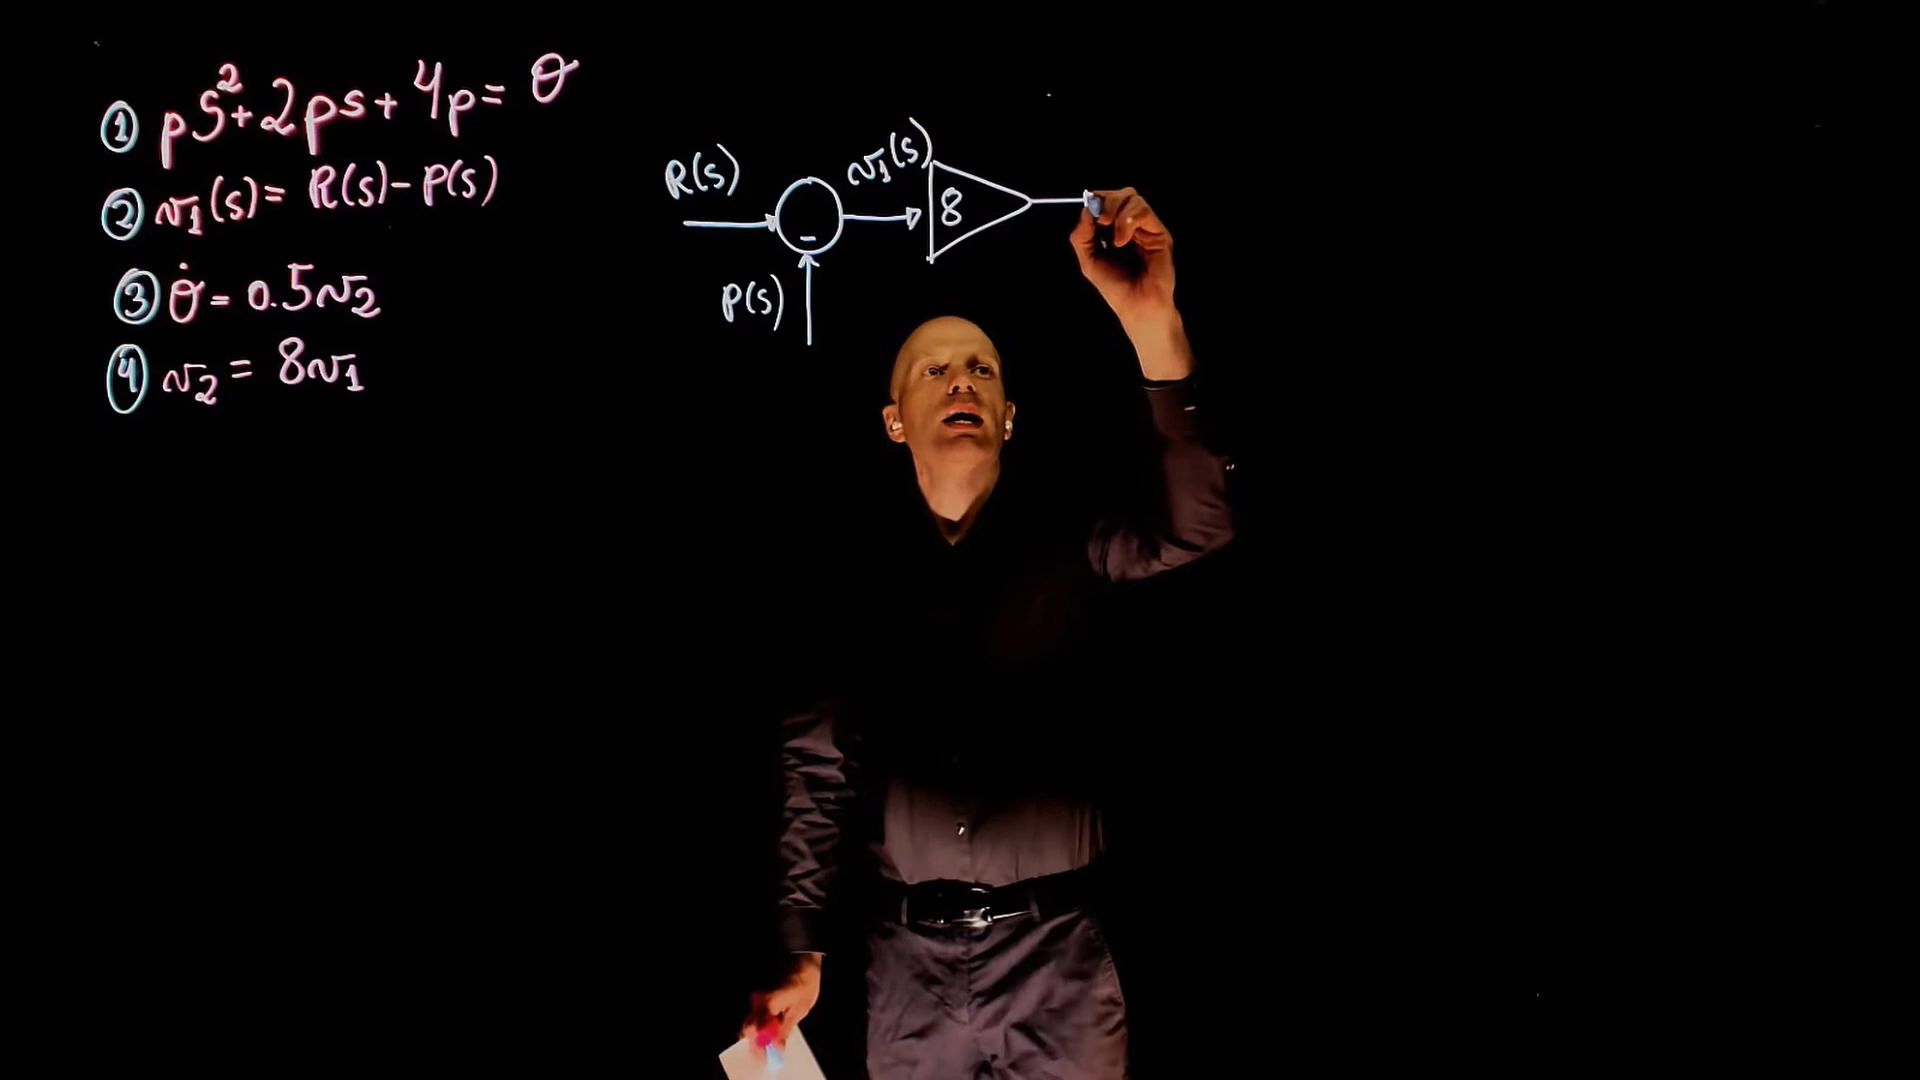 ① ps²+2ps+4p=θ
② v₁(s)= R(s)-P(s)
③ θ̇=0.5v₂
④ v₂ = 8v₁
R(s)
v₁(s)
8
-
P(s)